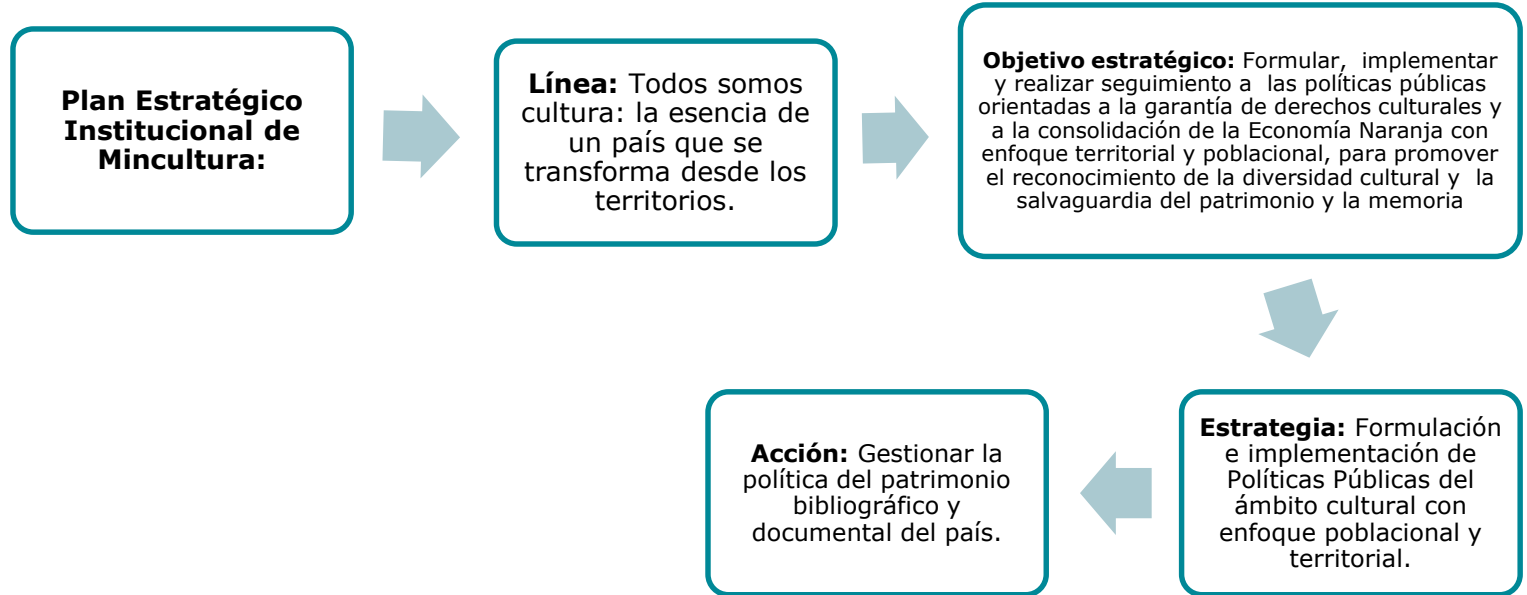 Plan Estratégico
Institucional de
Mincultura:
Línea: Todos somos
cultura: la esencia de
un país que se
transforma desde los
territorios.
Objetivo estratégico: Formular, implementar
y realizar seguimiento a las políticas públicas
orientadas a la garantía de derechos culturales y
a la consolidación de la Economía Naranja con
enfoque territorial y poblacional, para promover
el reconocimiento de la diversidad cultural y la
salvaguardia del patrimonio y la memoria
Estrategia: Formulación
e implementación de
Políticas Públicas del
ámbito cultural con
enfoque poblacional y
territorial.
Acción: Gestionar la
política del patrimonio
bibliográfico y
documental del país.